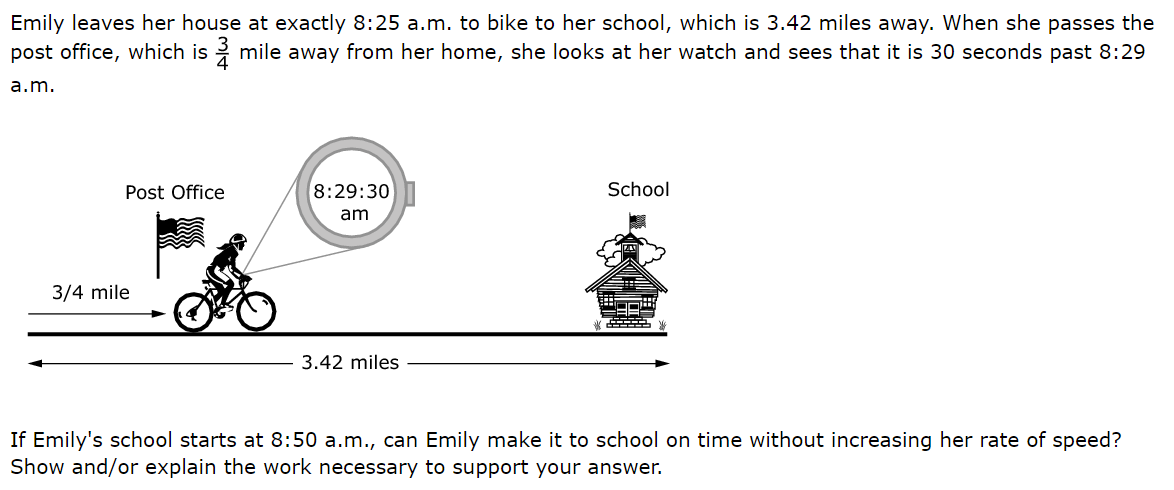 Emily leaves her house at exactly 8:25 a.m. to bike to her school, which is 3.42 miles away. When she passes the
post office, which is 3/4 mile away from her home, she looks at her watch and sees that it is 30 seconds past 8:29
a.m.
Post Office
8:29:30
am
School
3/4 mile
3.42 miles
If Emily's school starts at 8:50 a.m., can Emily make it to school on time without increasing her rate of speed?
Show and/or explain the work necessary to support your answer.